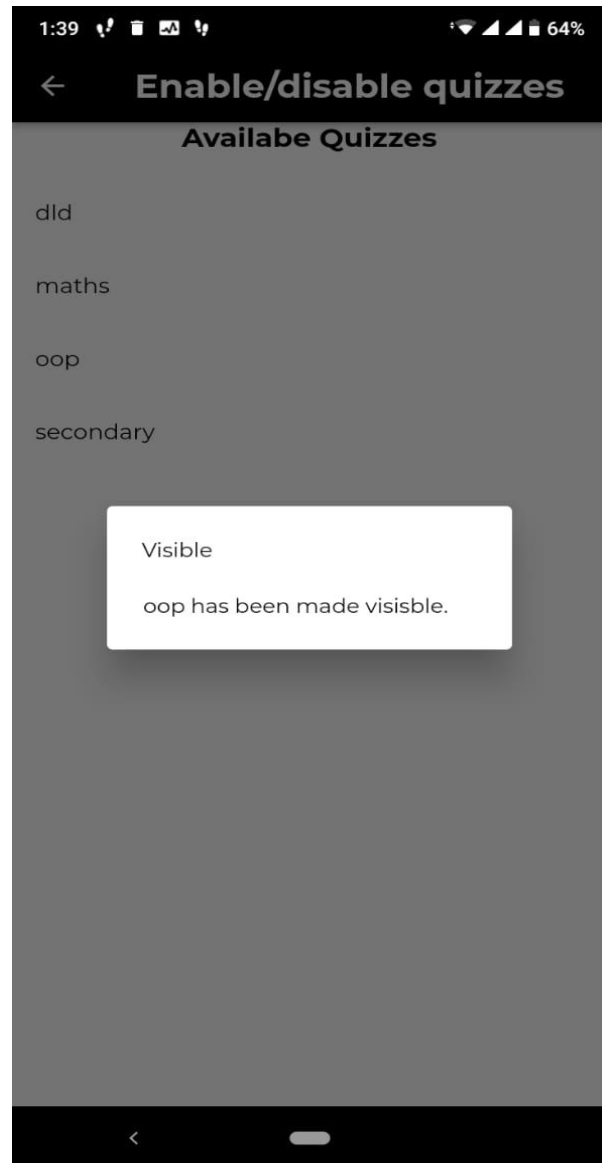 1:39 64%
Enable/disable quizzes
Availabe Quizzes
dld
maths
oop
secondary
Visible
oop has been made visisble.